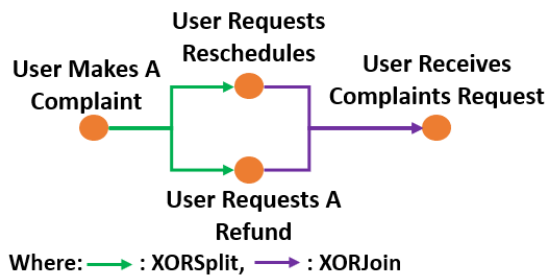 User Requests
Reschedules
User Makes A
Complaint
User Receives
Complaints Request
User Requests A
Refund
Where: : XORSplit, : XORJoin